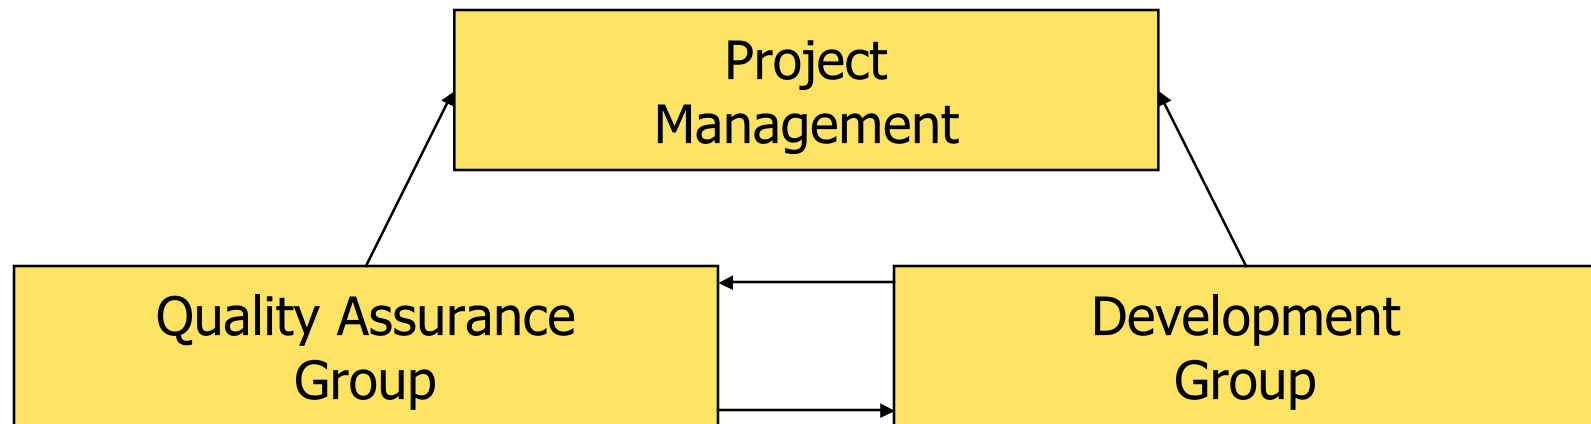 Project
Management
Quality Assurance
Group
Development
Group